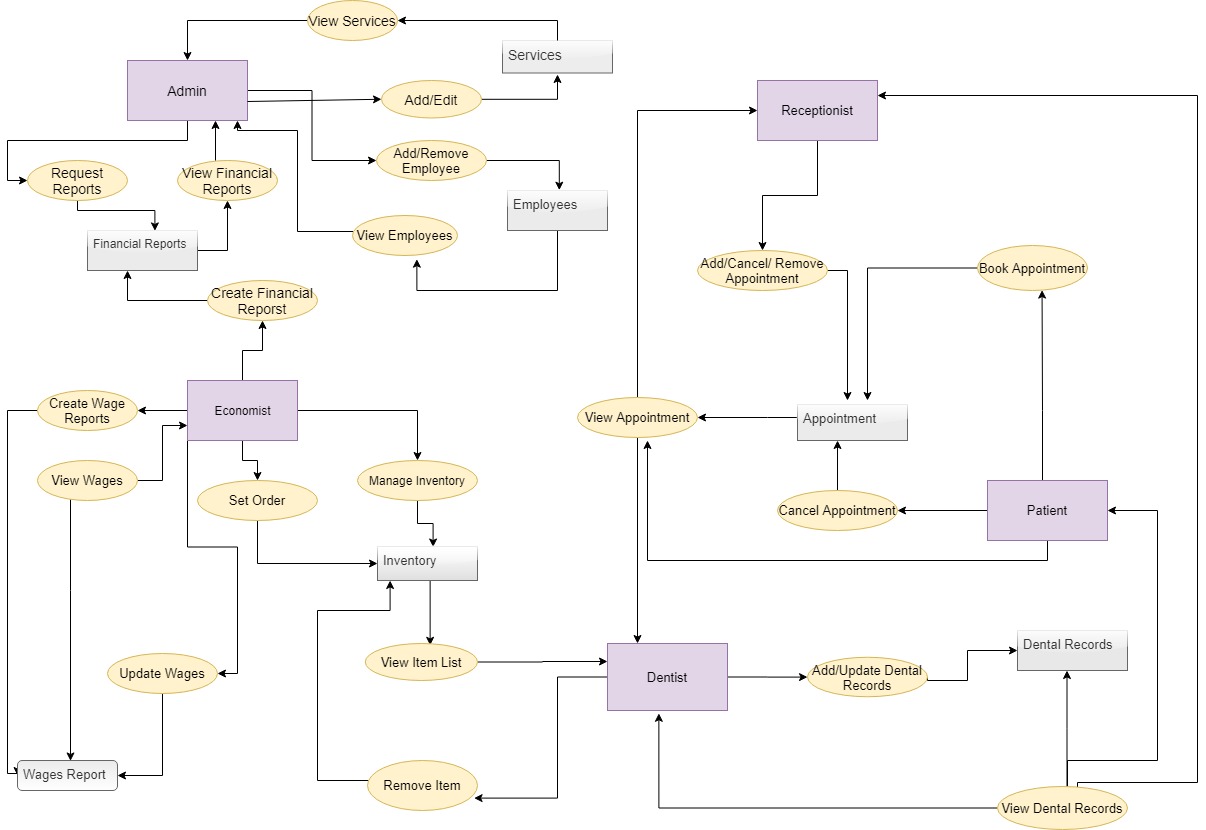 View Services
Services
Admin
Add/Edit
Receptionist
Add/Remove
Employee
Request
Reports
View Financial
Reports
Employees
Financial Reports
View Employees
Add/Cancel/ Remove
Appointment
Book Appointment
Create Financial
Reporst
Create Wage
Reports
Economist
View Appointment
Appointment
View Wages
Set Order
Manage Inventory
Cancel Appointment
Patient
Inventory
Update Wages
View Item List
Dentist
Add/Update Dental
Records
Dental Records
Wages Report
Remove Item
View Dental Records